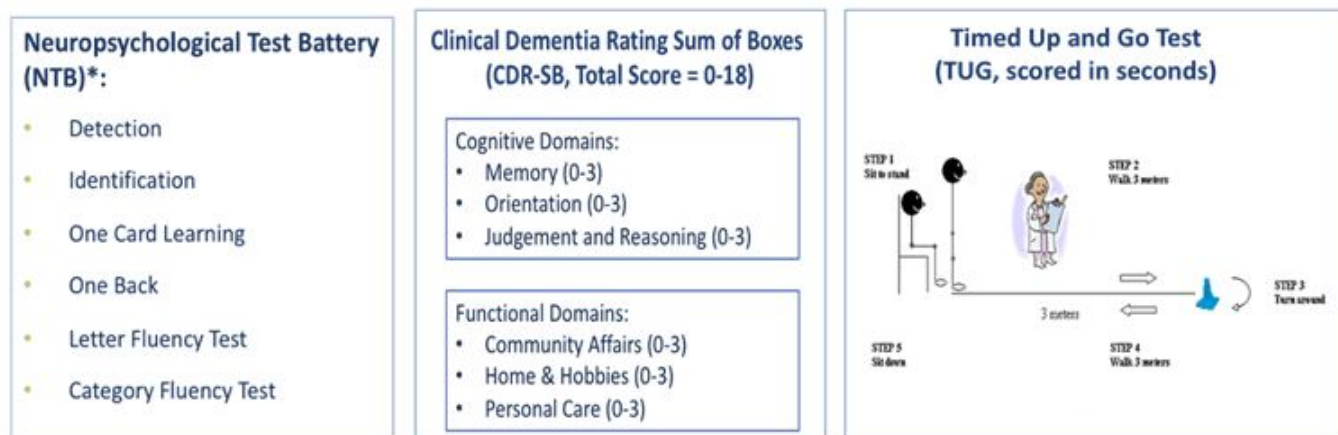 Neuropsychological Test Battery
(NTB)*:
• Detection
• Identification
• One Card Learning
• One Back
• Letter Fluency Test
• Category Fluency Test
Clinical Dementia Rating Sum of Boxes
(CDR-SB, Total Score = 0-18)
Cognitive Domains:
• Memory (0-3)
• Orientation (0-3)
• Judgement and Reasoning (0-3)
Functional Domains:
• Community Affairs (0-3)
• Home & Hobbies (0-3)
• Personal Care (0-3)
Timed Up and Go Test
(TUG, scored in seconds)
STEP 1
Sit to stand
STEP 2
Walk 3 meters
STEP 3
Turn around
3 meters
STEP 4
Walk 3 meters
STEP 5
Sit down